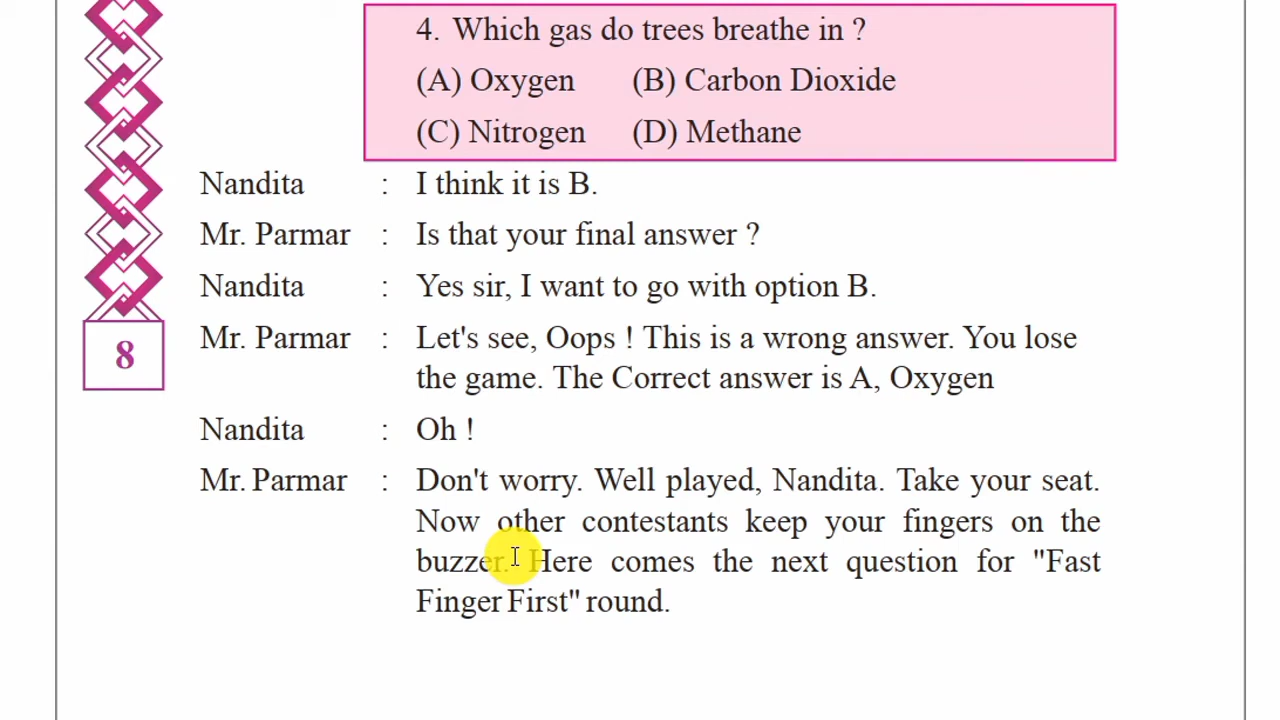 4. Which gas do trees breathe in ?
(A) Oxygen (B) Carbon Dioxide
(C) Nitrogen (D) Methane
Nandita : I think it is B.
Mr. Parmar : Is that your final answer ?
Nandita : Yes sir, I want to go with option B.
Mr. Parmar : Let's see, Oops ! This is a wrong answer. You lose
the game. The Correct answer is A, Oxygen
8
Nandita : Oh !
Mr. Parmar : Don't worry. Well played, Nandita. Take your seat.
Now other contestants keep your fingers on the
buzzer. Here comes the next question for "Fast
Finger First" round.